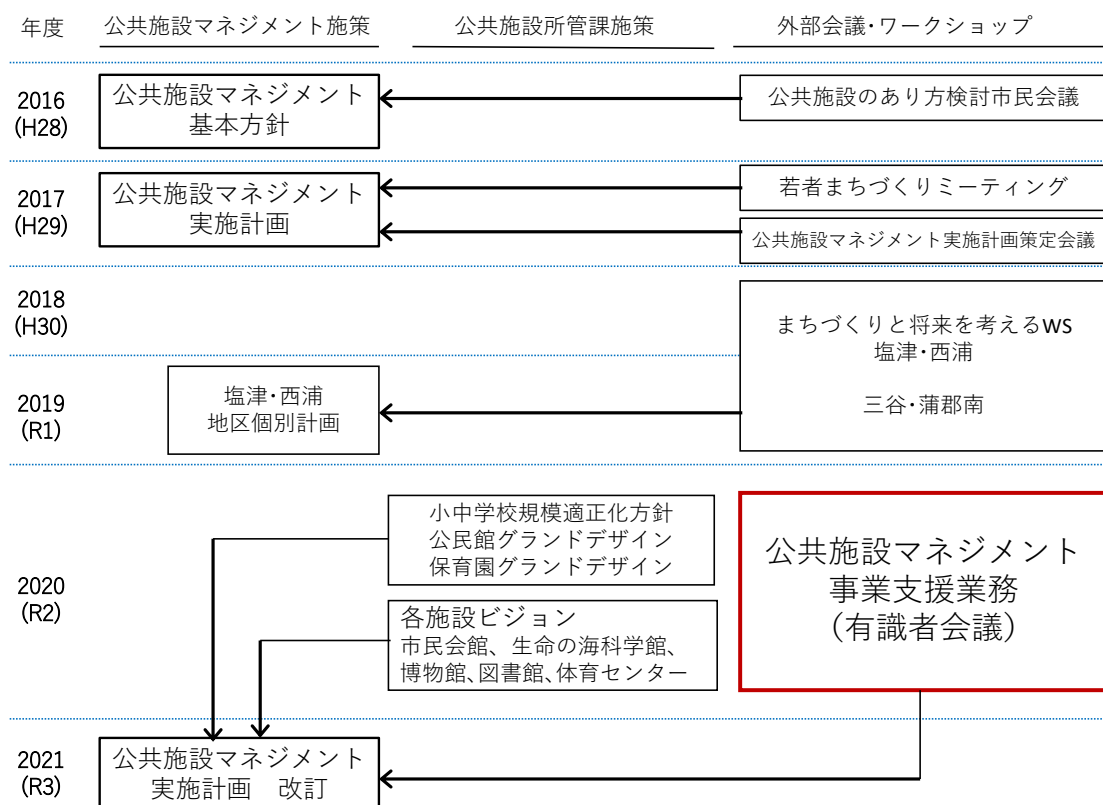 年度
公共施設マネジメント施策
公共施設所管課施策
外部会議・ワークショップ
2016
(H28)
公共施設マネジメント
基本方針
公共施設のあり方検討市民会議
2017
(H29)
公共施設マネジメント
実施計画
若者まちづくりミーティング
公共施設マネジメント実施計画策定会議
2018
(H30)
まちづくりと将来を考えるWS
塩津・西浦
三谷・蒲郡南
2019
(R1)
塩津・西浦
地区個別計画
2020
(R2)
小中学校規模適正化方針
公民館グランドデザイン
保育園グランドデザイン
各施設ビジョン
市民会館、生命の海科学館、
博物館、図書館、体育センター
公共施設マネジメント
事業支援業務
(有識者会議)
2021
(R3)
公共施設マネジメント
実施計画　改訂